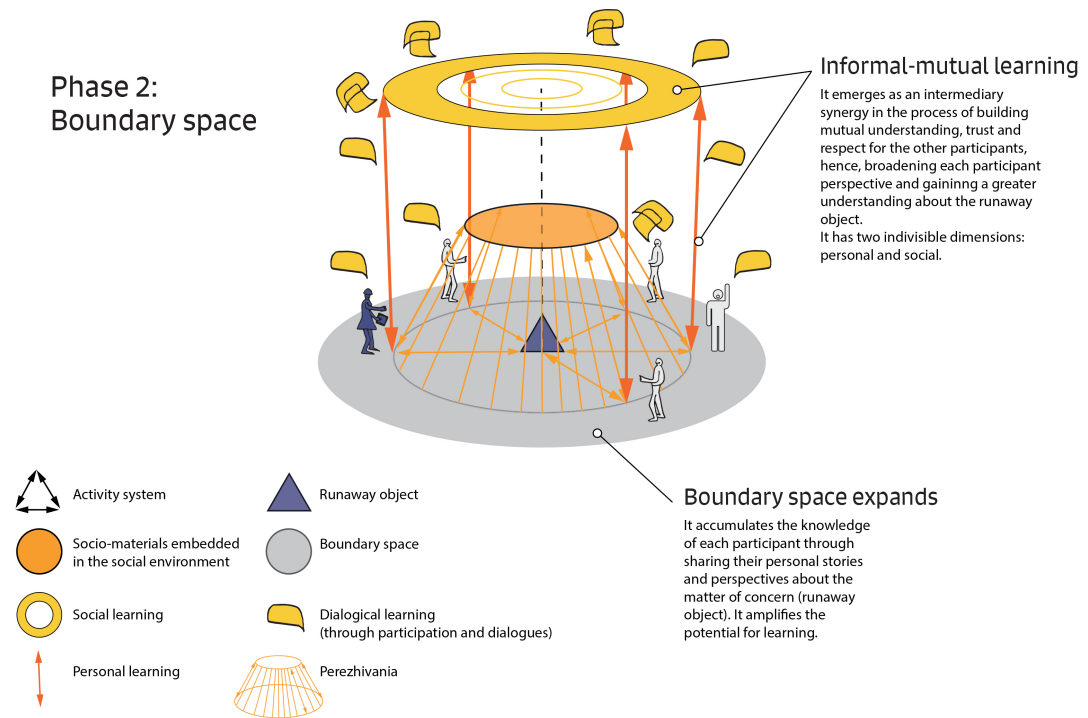 Phase 2:
Boundary space
Informal-mutual learning
It emerges as an intermediary
synergy in the process of building
mutual understanding, trust and
respect for the other participants,
hence, broadening each participant
perspective and gaininng a greater
understanding about the runaway
object.
It has two indivisible dimensions:
personal and social.
Boundary space expands
It accumulates the knowledge
of each participant through
sharing their personal stories
and perspectives about the
matter of concern (runaway
object). It amplifies the
potential for learning.
Activity system
Socio-materials embedded
in the social environment
Social learning
Personal learning
Runaway object
Boundary space
Dialogical learning
(through participation and dialogues)
Perezhivania